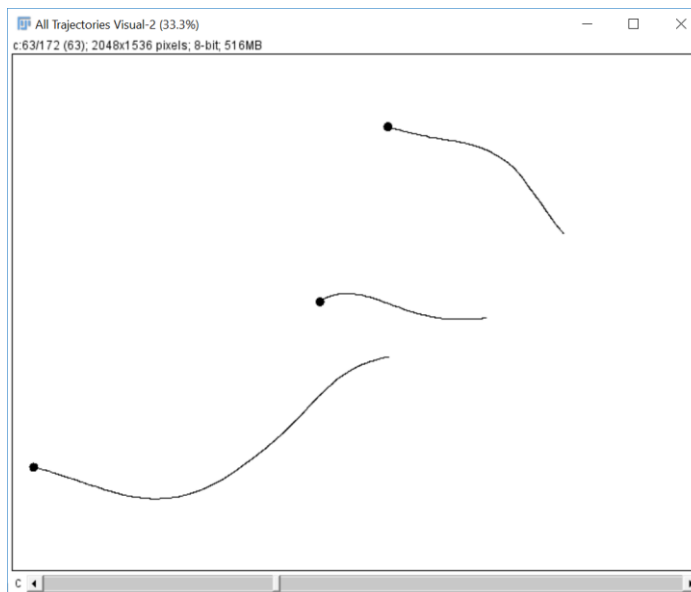 All Trajectories Visual-2 (33.3%)
c:63/172 (63); 2048x1536 pixels; 8-bit; 516MB
c